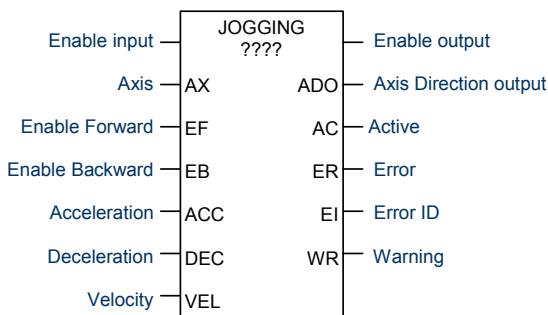 JOGGING
????
Enable input Enable output
Axis AX ADO Axis Direction output
Enable Forward EF AC Active
Enable Backward EB ER Error
Acceleration ACC EI Error ID
Deceleration DEC WR Warning
Velocity VEL